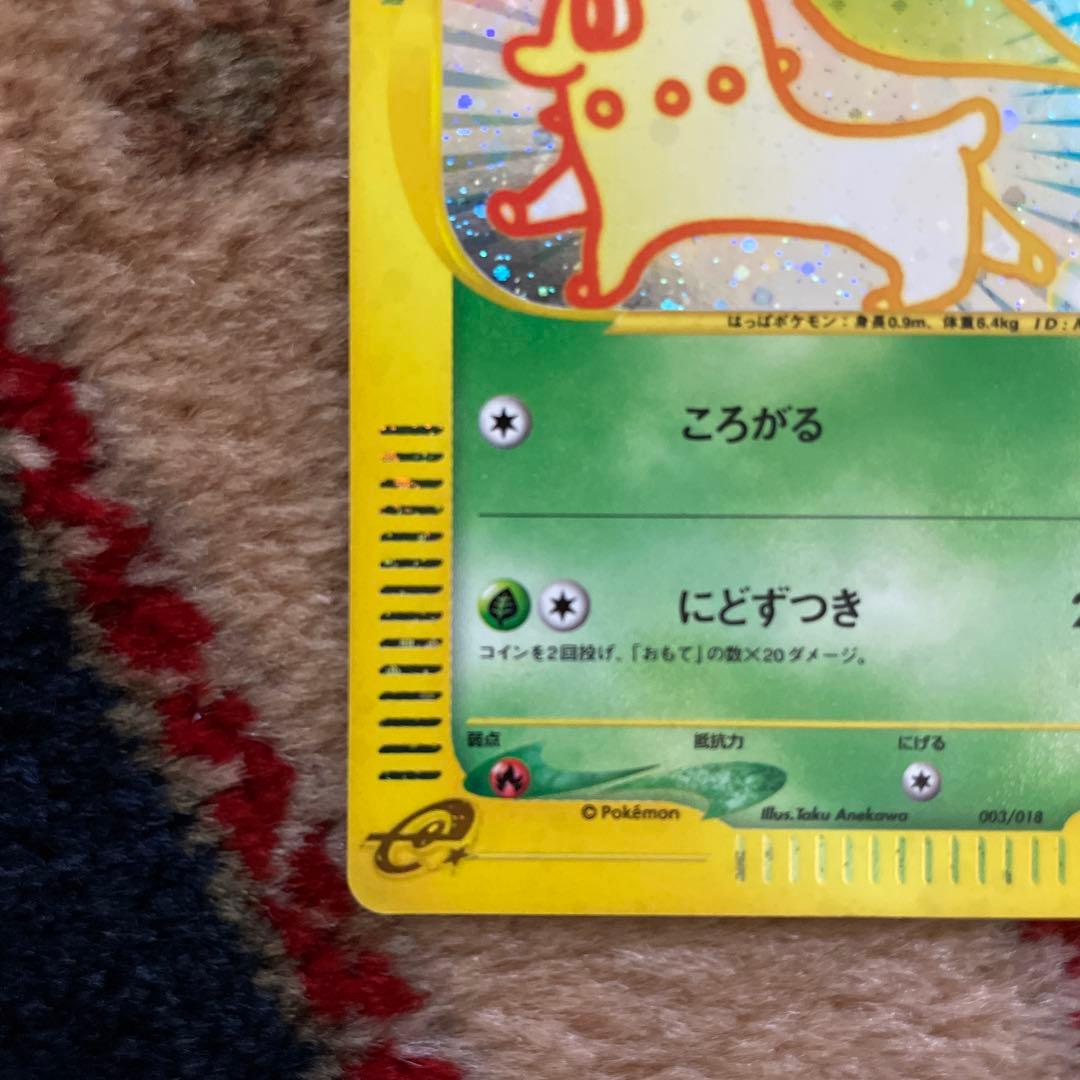 はっぱポケモン：身長0.9m、体重6.4kg ID:
ころがる
にどずつき 2
コインを2回投げ、「おもて」の数×20ダメージ。
弱点 抵抗力 にげる
e
© Pokémon Illus. Taku Anekawa 003/018